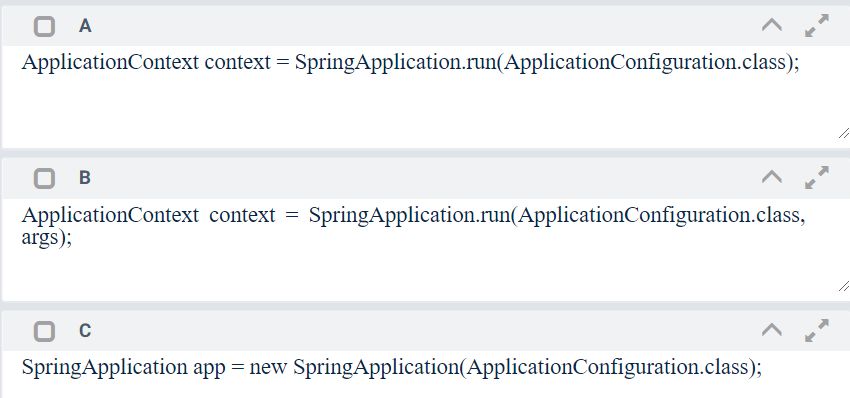 A
ApplicationContext context = SpringApplication.run(ApplicationConfiguration.class);
B
ApplicationContext context = SpringApplication.run(ApplicationConfiguration.class,
args);
C
SpringApplication app = new SpringApplication(ApplicationConfiguration.class);